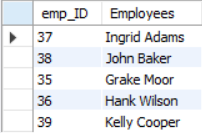 emp_ID Employees
37 Ingrid Adams
38 John Baker
35 Grake Moor
36 Hank Wilson
39 Kelly Cooper